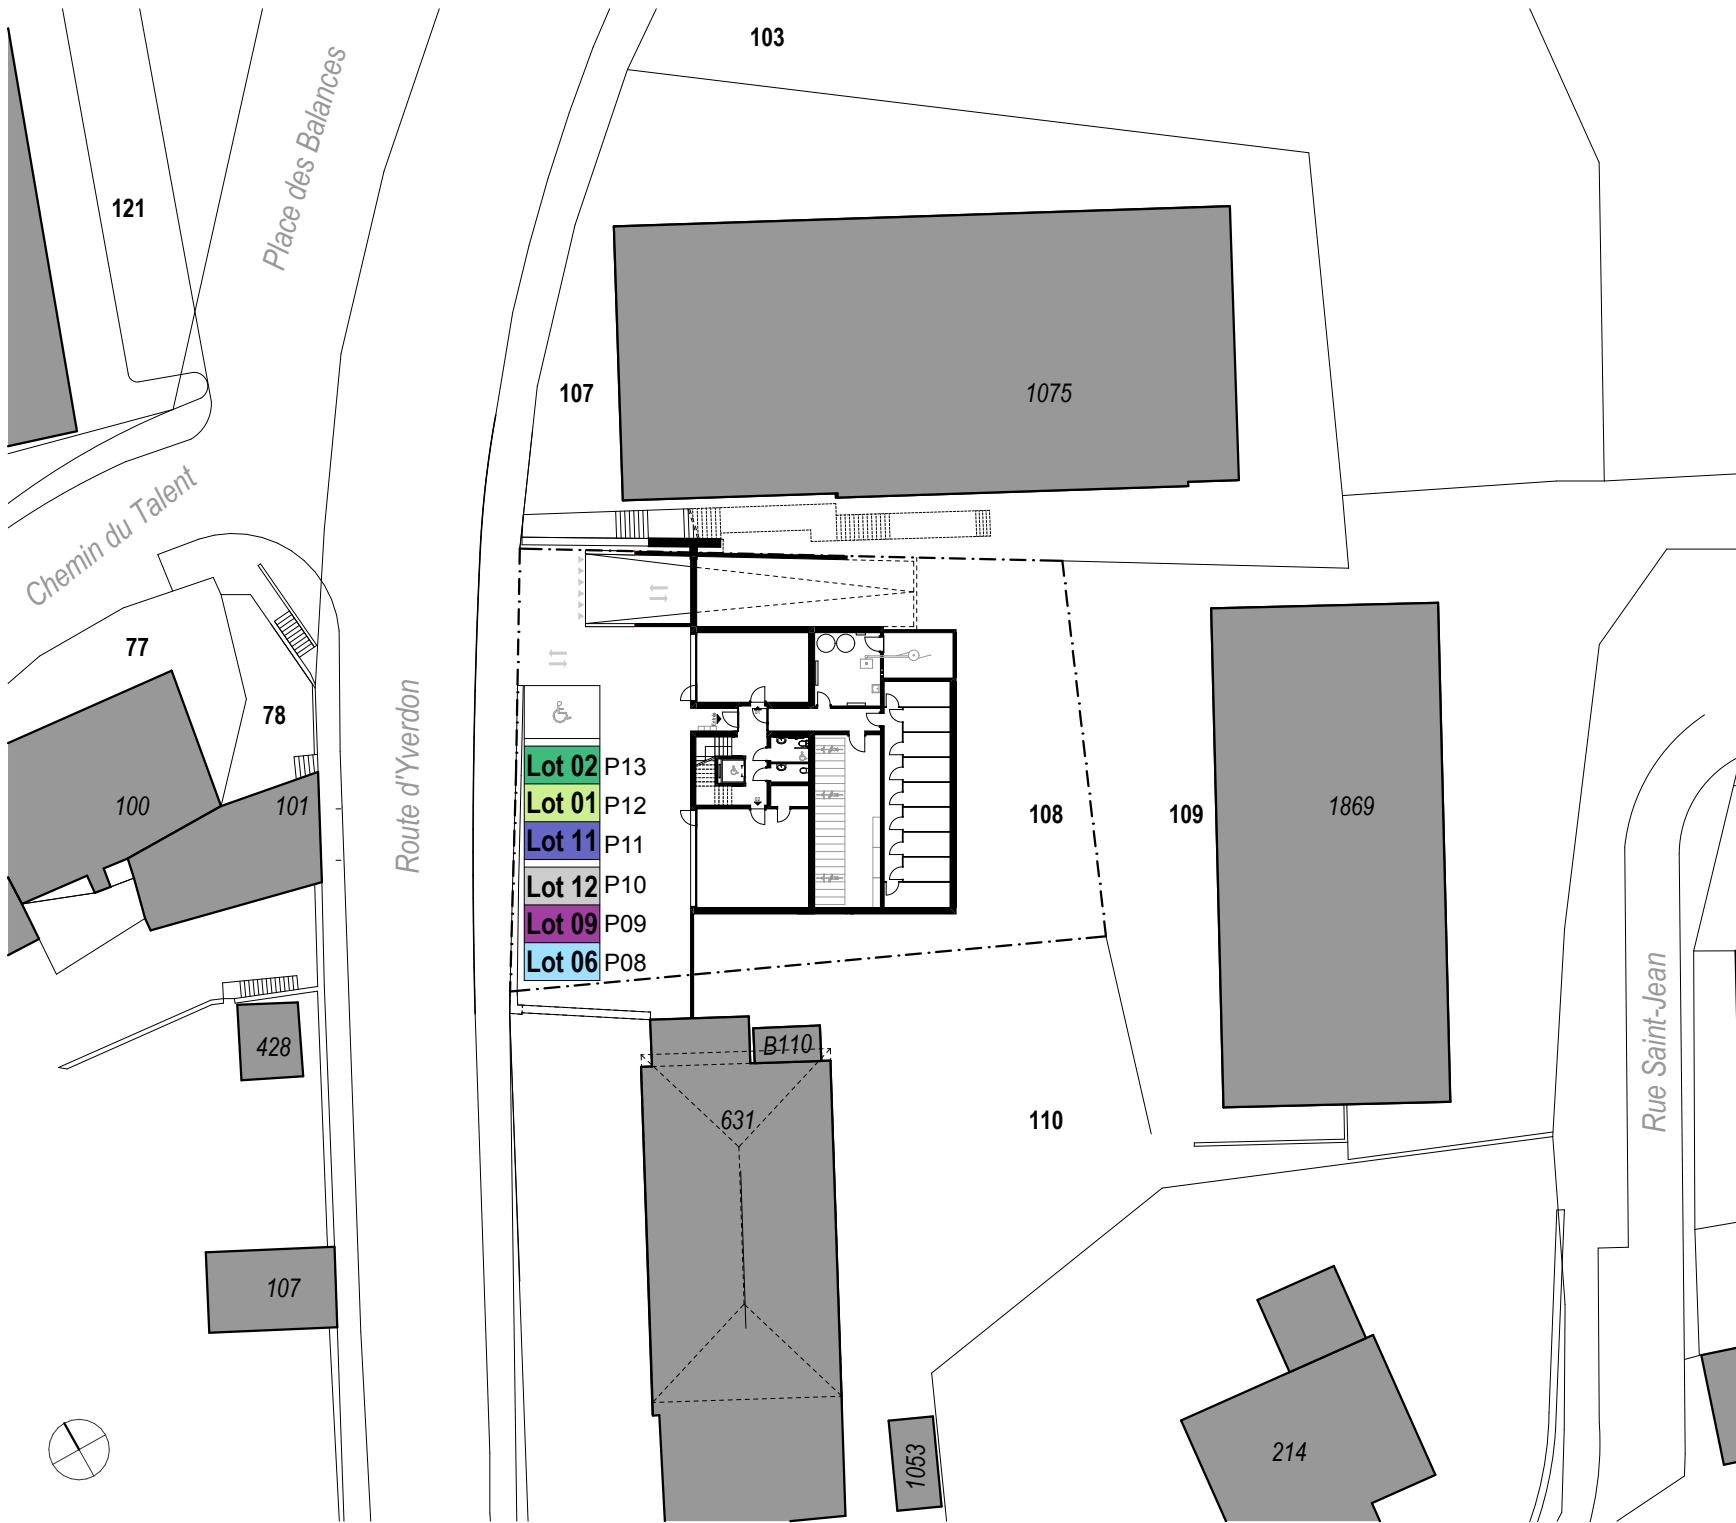 103
Place des Balances
121
107
1075
Chemin du Talent
77
78
Route d'Yverdon
100
101
Lot 02 P13
Lot 01 P12
Lot 11 P11
Lot 12 P10
Lot 09 P09
Lot 06 P08
108
109
1869
Rue Saint-Jean
428
B110
631
110
107
1053
214